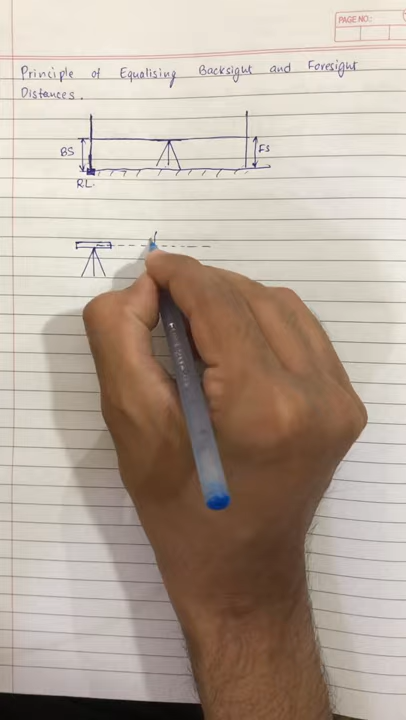 PAGE NO.:
Principle of Equalising Backsight and Foresight
Distances.
BS
FS
RL.